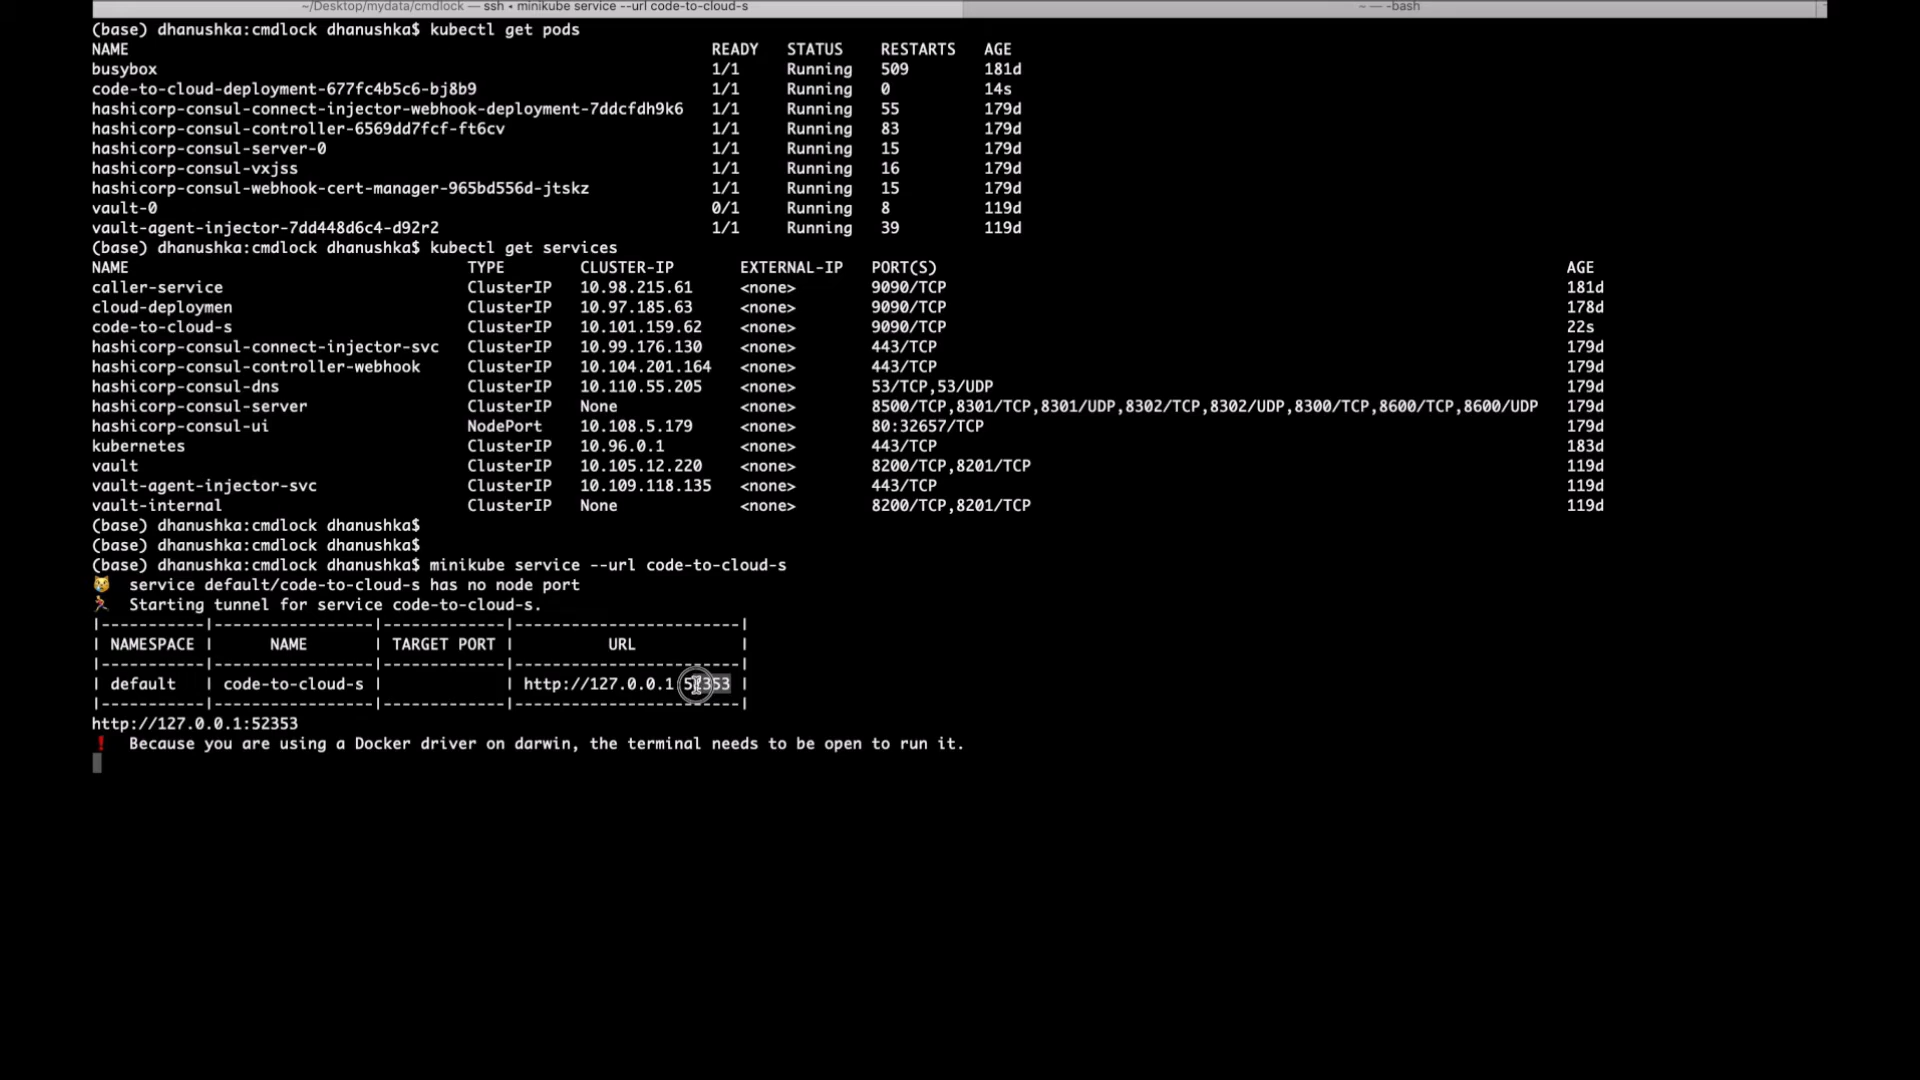 ~/Desktop/mydata/cmdlock — ssh • minikube service --url code-to-cloud-s
~ — -bash
(base) dhanushka:cmdlock dhanushka$ kubectl get pods
NAME READY STATUS RESTARTS AGE
busybox 1/1 Running 509 181d
code-to-cloud-deployment-677fc4b5c6-bj8b9 1/1 Running 0 14s
hashicorp-consul-connect-injector-webhook-deployment-7ddcfdh9k6 1/1 Running 55 179d
hashicorp-consul-controller-6569dd7fcf-ft6cv 1/1 Running 83 179d
hashicorp-consul-server-0 1/1 Running 15 179d
hashicorp-consul-vxjss 1/1 Running 16 179d
hashicorp-consul-webhook-cert-manager-965bd556d-jtskz 1/1 Running 15 179d
vault-0 0/1 Running 8 119d
vault-agent-injector-7dd448d6c4-d92r2 1/1 Running 39 119d
(base) dhanushka:cmdlock dhanushka$ kubectl get services
NAME TYPE CLUSTER-IP EXTERNAL-IP PORT(S) AGE
caller-service ClusterIP 10.98.215.61 <none> 9090/TCP 181d
cloud-deploymen ClusterIP 10.97.185.63 <none> 9090/TCP 178d
code-to-cloud-s ClusterIP 10.101.159.62 <none> 9090/TCP 22s
hashicorp-consul-connect-injector-svc ClusterIP 10.99.176.130 <none> 443/TCP 179d
hashicorp-consul-controller-webhook ClusterIP 10.104.201.164 <none> 443/TCP 179d
hashicorp-consul-dns ClusterIP 10.110.55.205 <none> 53/TCP,53/UDP 179d
hashicorp-consul-server ClusterIP None <none> 8500/TCP,8301/TCP,8301/UDP,8302/TCP,8302/UDP,8300/TCP,8600/TCP,8600/UDP 179d
hashicorp-consul-ui NodePort 10.108.5.179 <none> 80:32657/TCP 179d
kubernetes ClusterIP 10.96.0.1 <none> 443/TCP 183d
vault ClusterIP 10.105.12.220 <none> 8200/TCP,8201/TCP 119d
vault-agent-injector-svc ClusterIP 10.109.118.135 <none> 443/TCP 119d
vault-internal ClusterIP None <none> 8200/TCP,8201/TCP 119d
(base) dhanushka:cmdlock dhanushka$
(base) dhanushka:cmdlock dhanushka$
(base) dhanushka:cmdlock dhanushka$ minikube service --url code-to-cloud-s
😿 service default/code-to-cloud-s has no node port
🏃 Starting tunnel for service code-to-cloud-s.
|-----------|-----------------|-------------|------------------------|
| NAMESPACE | NAME | TARGET PORT | URL |
|-----------|-----------------|-------------|------------------------|
| default | code-to-cloud-s | | http://127.0.0.1:52353 |
|-----------|-----------------|-------------|------------------------|
http://127.0.0.1:52353
❗ Because you are using a Docker driver on darwin, the terminal needs to be open to run it.